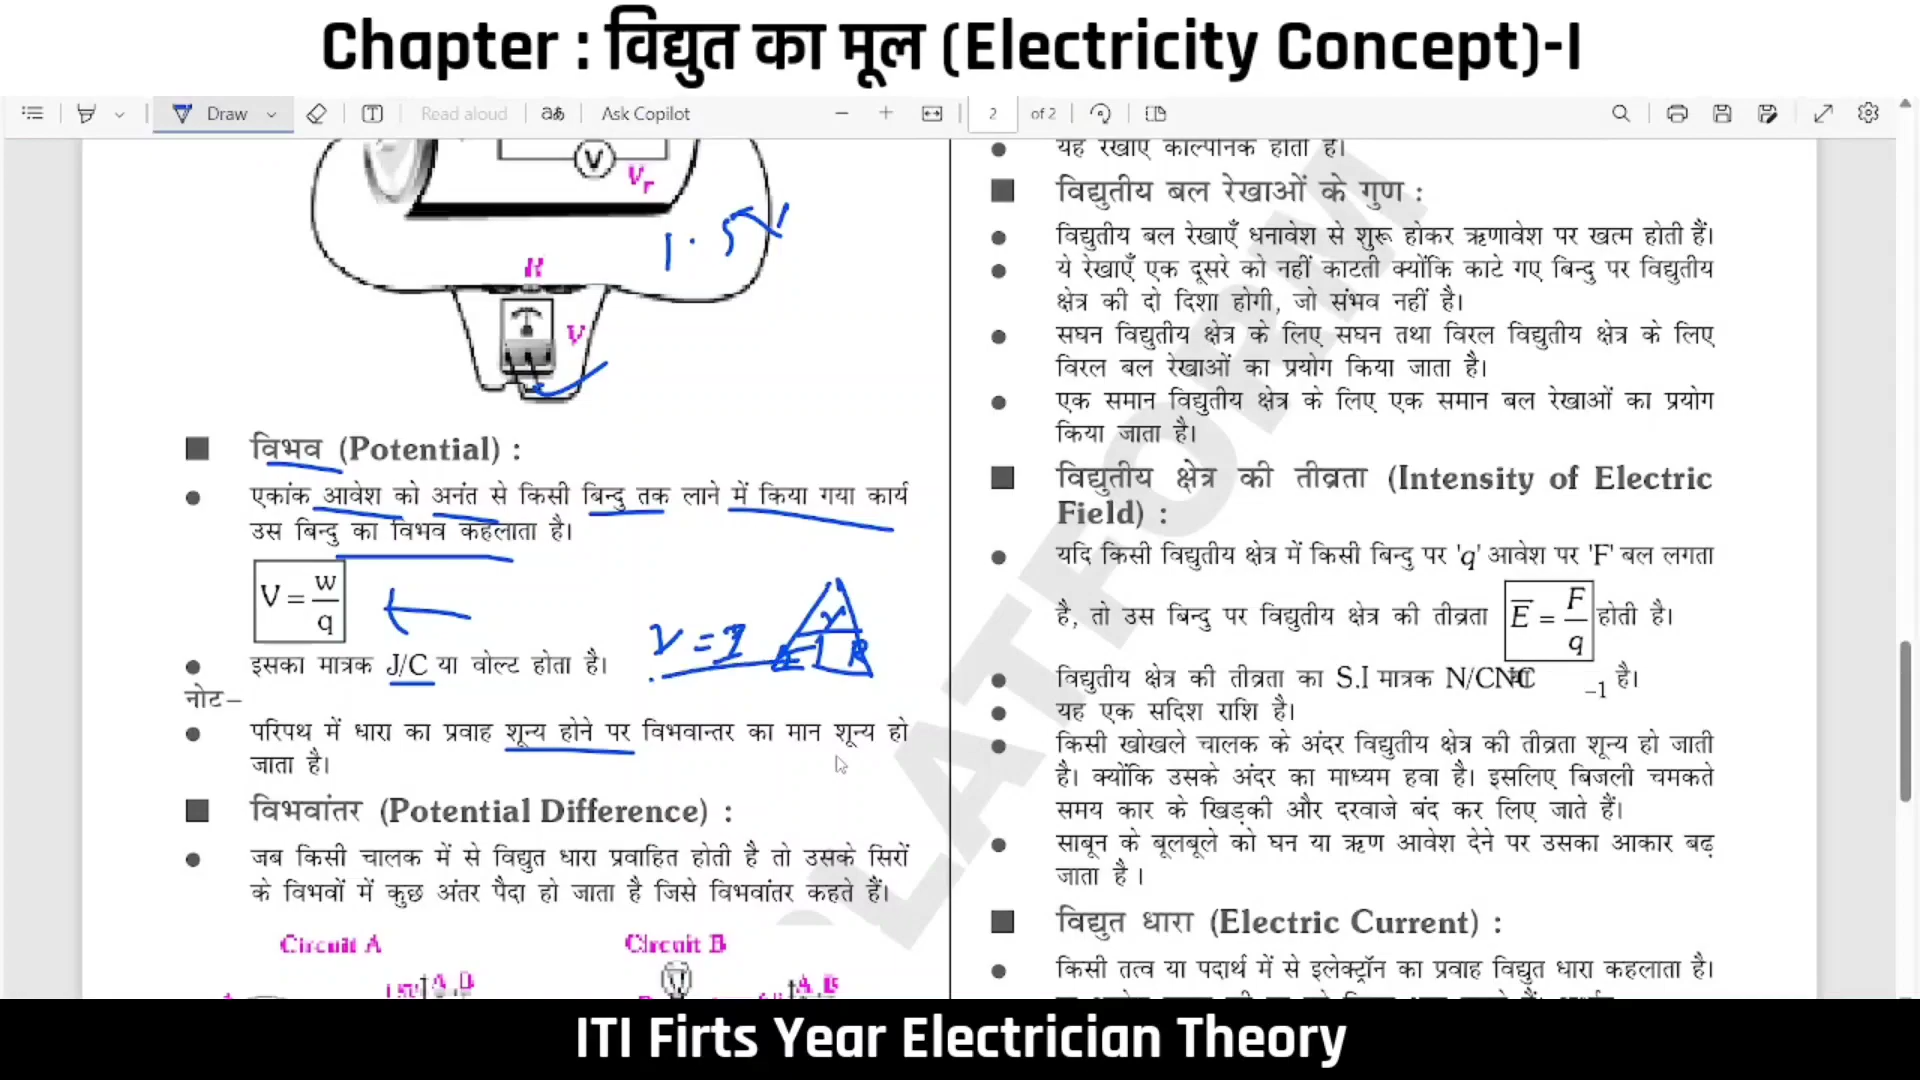 Chapter : विद्युत का मूल (Electricity Concept)-I
Draw
Read aloud
Ask Copilot
2
of 2
V
Vr
1.5V
R
V
विभव (Potential) :
एकांक आवेश को अनंत से किसी बिन्दु तक लाने में किया गया कार्य
उस बिन्दु का विभव कहलाता है।
V = w/q
V = I
V
I R
इसका मात्रक J/C या वोल्ट होता है।
नोट–
परिपथ में धारा का प्रवाह शून्य होने पर विभवान्तर का मान शून्य हो
जाता है।
विभवांतर (Potential Difference) :
जब किसी चालक में से विद्युत धारा प्रवाहित होती है तो उसके सिरों
के विभवों में कुछ अंतर पैदा हो जाता है जिसे विभवांतर कहते हैं।
Circuit A
Circuit B
यह रेखाएँ काल्पनिक होती है।
विद्युतीय बल रेखाओं के गुण :
विद्युतीय बल रेखाएँ धनावेश से शुरू होकर ऋणावेश पर खत्म होती हैं।
ये रेखाएँ एक दूसरे को नहीं काटती क्योंकि काटे गए बिन्दु पर विद्युतीय
क्षेत्र की दो दिशा होगी, जो संभव नहीं है।
सघन विद्युतीय क्षेत्र के लिए सघन तथा विरल विद्युतीय क्षेत्र के लिए
विरल बल रेखाओं का प्रयोग किया जाता है।
एक समान विद्युतीय क्षेत्र के लिए एक समान बल रेखाओं का प्रयोग
किया जाता है।
विद्युतीय क्षेत्र की तीव्रता (Intensity of Electric
Field) :
यदि किसी विद्युतीय क्षेत्र में किसी बिन्दु पर 'q' आवेश पर 'F' बल लगता
है, तो उस बिन्दु पर विद्युतीय क्षेत्र की तीव्रता E = F/q होती है।
विद्युतीय क्षेत्र की तीव्रता का S.I मात्रक N/C NC –1 है।
यह एक सदिश राशि है।
किसी खोखले चालक के अंदर विद्युतीय क्षेत्र की तीव्रता शून्य हो जाती
है। क्योंकि उसके अंदर का माध्यम हवा है। इसलिए बिजली चमकते
समय कार के खिड़की और दरवाजे बंद कर लिए जाते हैं।
साबून के बूलबूले को घन या ऋण आवेश देने पर उसका आकार बढ़
जाता है ।
विद्युत धारा (Electric Current) :
किसी तत्व या पदार्थ में से इलेक्ट्रॉन का प्रवाह विद्युत धारा कहलाता है।
PLATFORM
ITI Firts Year Electrician Theory